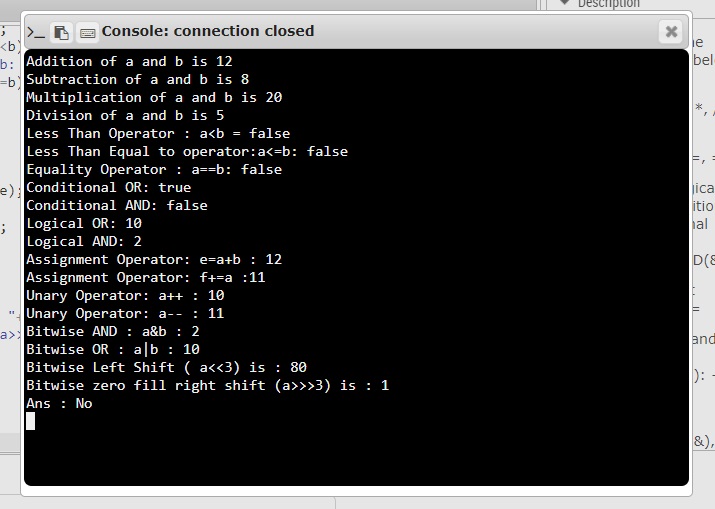 Description
>_ Console: connection closed
Addition of a and b is 12
Subtraction of a and b is 8
Multiplication of a and b is 20
Division of a and b is 5
Less Than Operator : a<b = false
Less Than Equal to operator:a<=b: false
Equality Operator : a==b: false
Conditional OR: true
Conditional AND: false
Logical OR: 10
Logical AND: 2
Assignment Operator: e=a+b : 12
Assignment Operator: f+=a :11
Unary Operator: a++ : 10
Unary Operator: a-- : 11
Bitwise AND : a&b : 2
Bitwise OR : a|b : 10
Bitwise Left Shift ( a<<3) is : 80
Bitwise zero fill right shift (a>>>3) is : 1
Ans : No